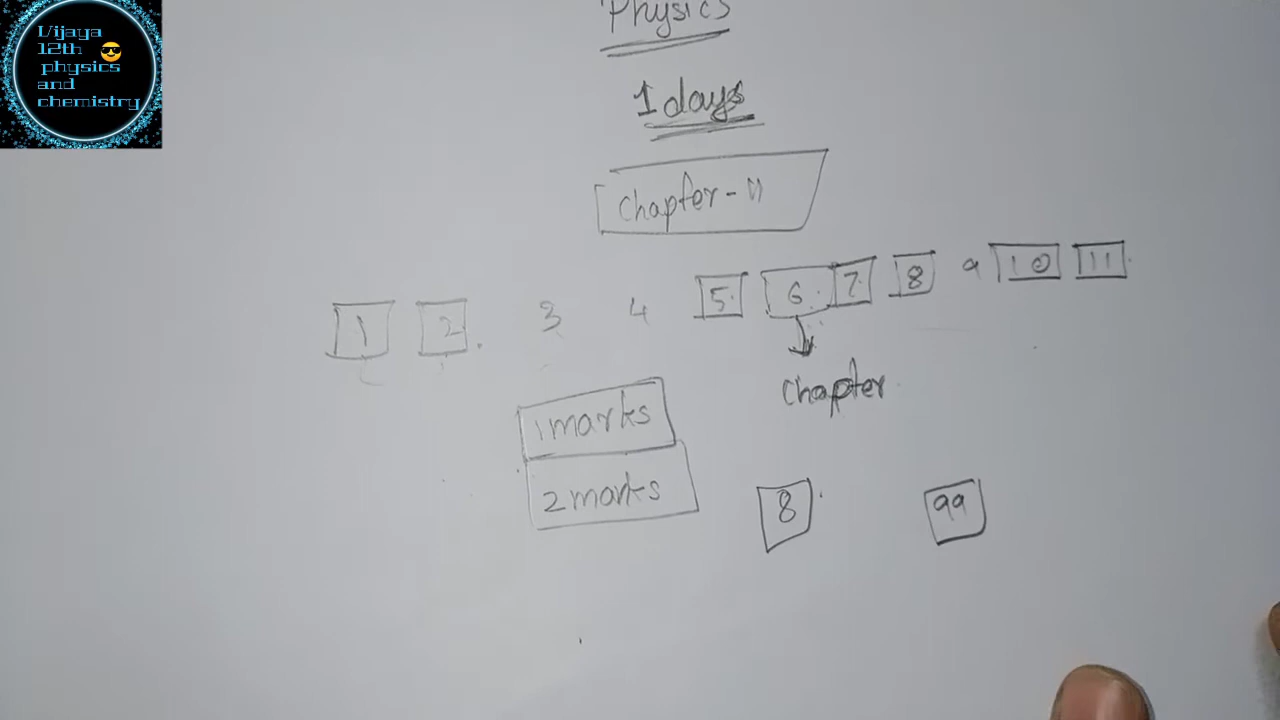 Vijaya
12th 😎
physics
and
chemistry
Physics
1 days
Chapter - 11
1 2. 3 4 5. 6. 7. 8 9 10 11.
Chapter
1 marks
2 marks
8. 99